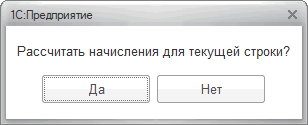 1С:Предприятие
Рассчитать начисления для текущей строки?
Да
Нет